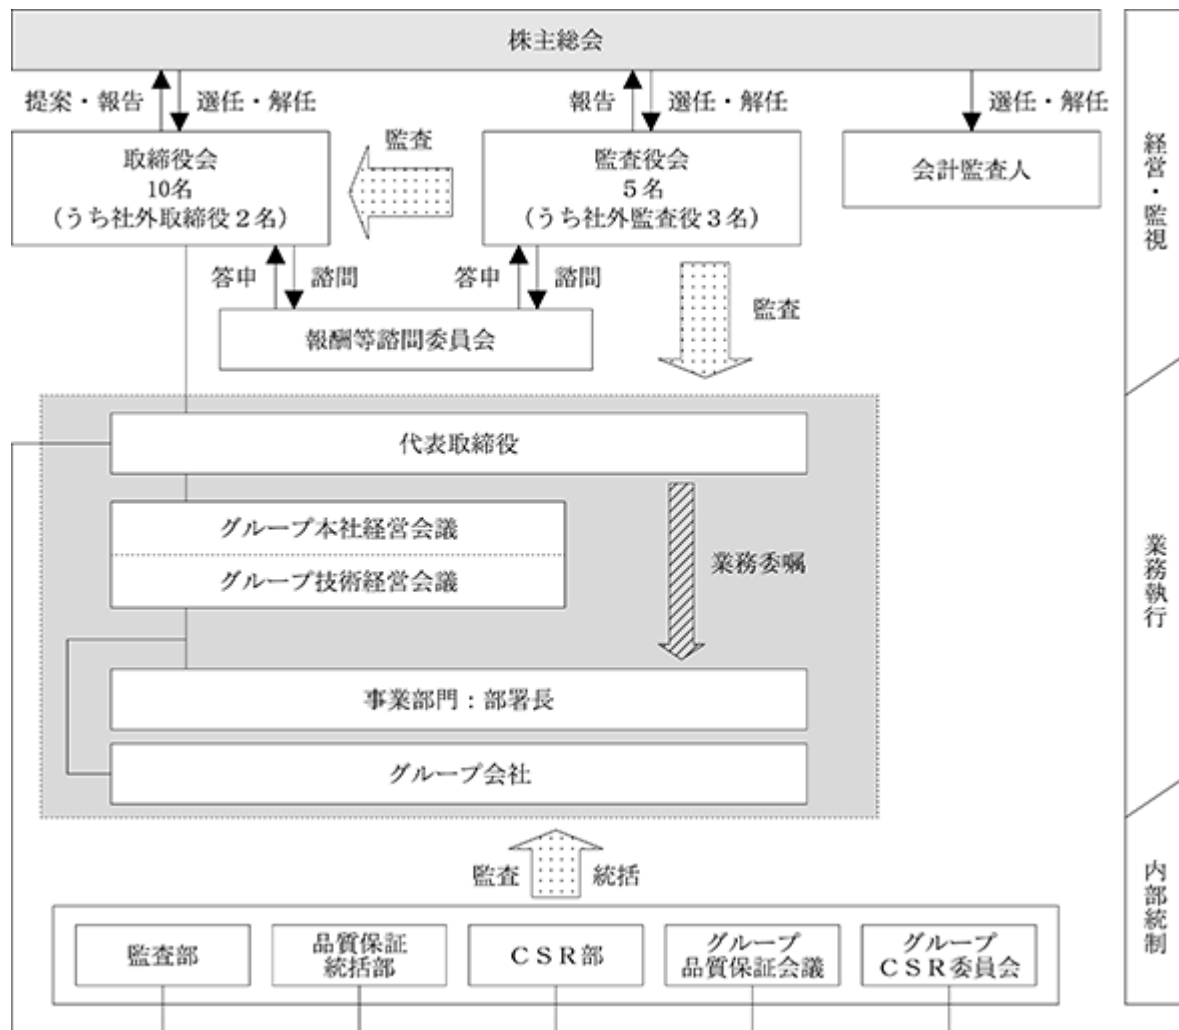 株主総会
提案・報告
選任・解任
報告
選任・解任
選任・解任
取締役会
10名
（うち社外取締役２名）
監査
監査役会
５名
（うち社外監査役３名）
会計監査人
経営・監視
答申
諮問
答申
諮問
報酬等諮問委員会
監査
代表取締役
グループ本社経営会議
グループ技術経営会議
業務委嘱
業務執行
事業部門：部署長
グループ会社
監査
統括
内部統制
監査部
品質保証
統括部
ＣＳＲ部
グループ
品質保証会議
グループ
ＣＳＲ委員会